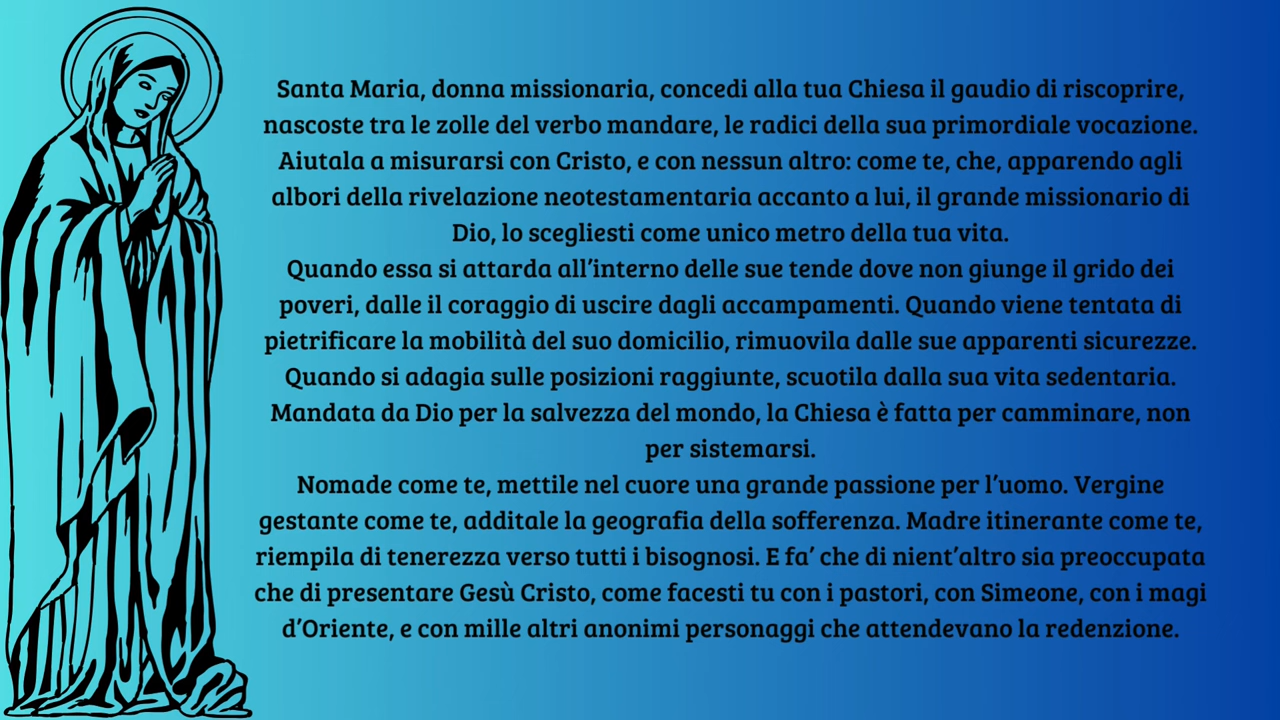 Santa Maria, donna missionaria, concedi alla tua Chiesa il gaudio di riscoprire,
nascoste tra le zolle del verbo mandare, le radici della sua primordiale vocazione.
Aiutala a misurarsi con Cristo, e con nessun altro: come te, che, apparendo agli
albori della rivelazione neotestamentaria accanto a lui, il grande missionario di
Dio, lo scegliesti come unico metro della tua vita.
Quando essa si attarda all'interno delle sue tende dove non giunge il grido dei
poveri, dalle il coraggio di uscire dagli accampamenti. Quando viene tentata di
pietrificare la mobilità del suo domicilio, rimuovila dalle sue apparenti sicurezze.
Quando si adagia sulle posizioni raggiunte, scuotila dalla sua vita sedentaria.
Mandata da Dio per la salvezza del mondo, la Chiesa è fatta per camminare, non
per sistemarsi.
Nomade come te, mettile nel cuore una grande passione per l'uomo. Vergine
gestante come te, additale la geografia della sofferenza. Madre itinerante come te,
riempila di tenerezza verso tutti i bisognosi. E fa' che di nient'altro sia preoccupata
che di presentare Gesù Cristo, come facesti tu con i pastori, con Simeone, con i magi
d'Oriente, e con mille altri anonimi personaggi che attendevano la redenzione.